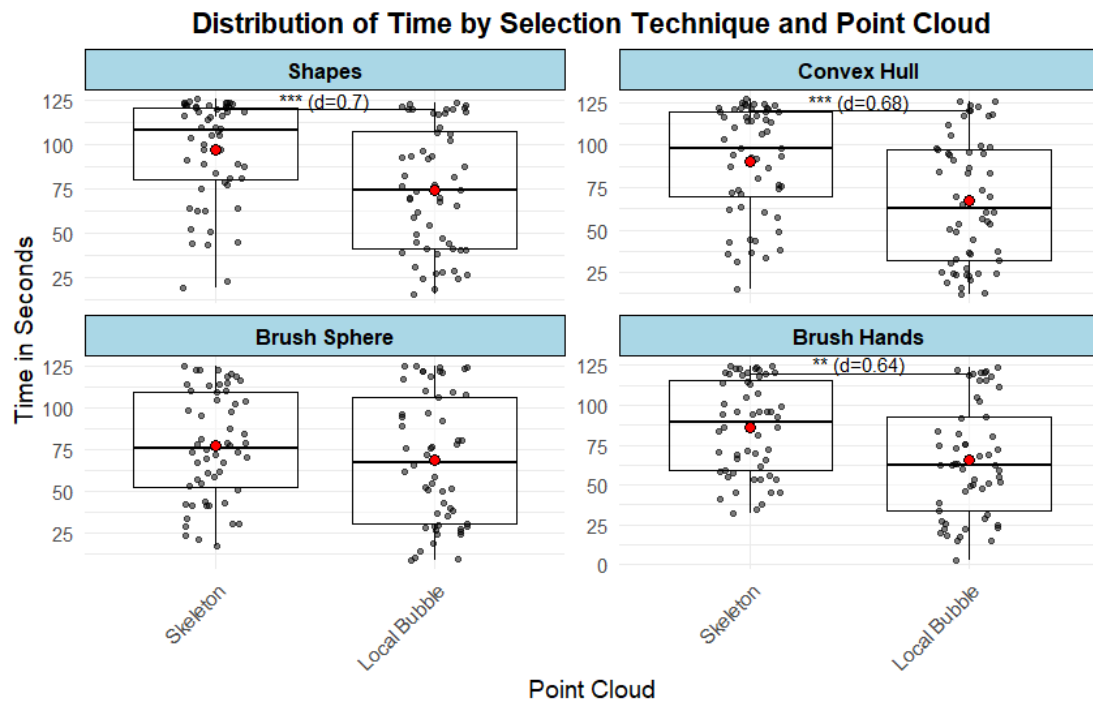 Distribution of Time by Selection Technique and Point Cloud
Shapes
Convex Hull
125
100
75
50
25
*** (d=0.7)
125
100
75
50
25
*** (d=0.68)
Brush Sphere
Brush Hands
125
100
75
50
25
125
100
75
50
25
0
** (d=0.64)
Time in Seconds
Skeleton
Local Bubble
Skeleton
Local Bubble
Point Cloud